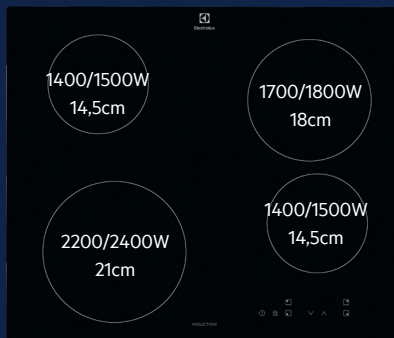 Electrolux
1400/1500W
14,5cm
1700/1800W
18cm
2200/2400W
21cm
1400/1500W
14,5cm
INDUCTION